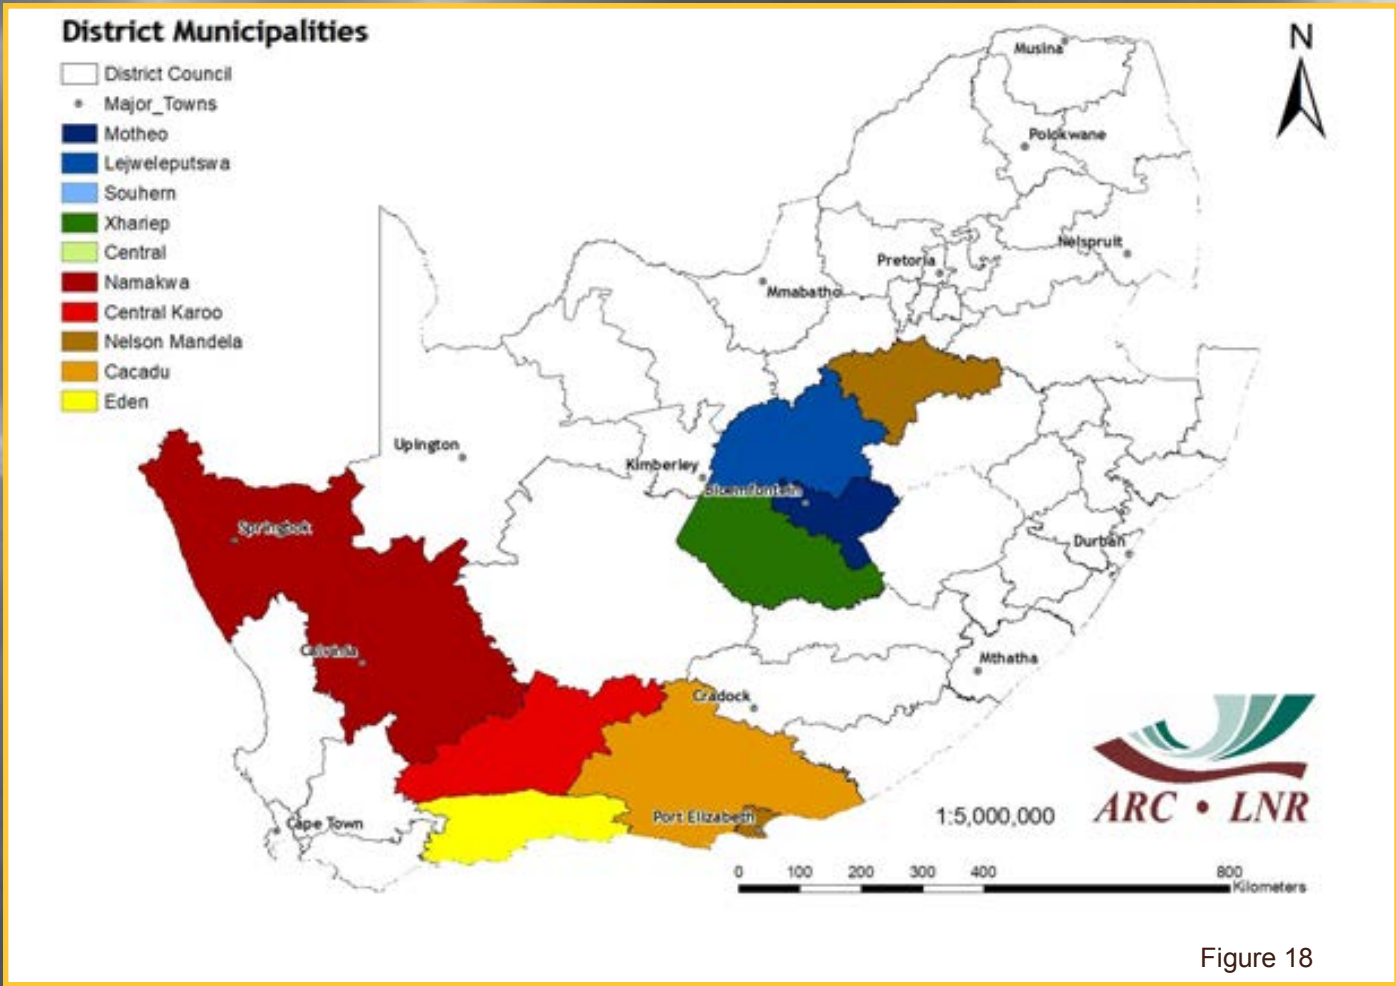 District Municipalities
District Council
Major_Towns
Motheo
Lejweleputswa
Souhern
Xhariep
Central
Namakwa
Central Karoo
Nelson Mandela
Cacadu
Eden
N
Musina
Polokwane
Nelspruit
Pretoria
Mmabatho
Upington
Kimberley
Bloemfontein
Springbok
Durban
Calvinia
Mthatha
Cradock
Port Elizabeth
Cape Town
1:5,000,000
ARC • LNR
0 100 200 300 400 800
Kilometers
Figure 18